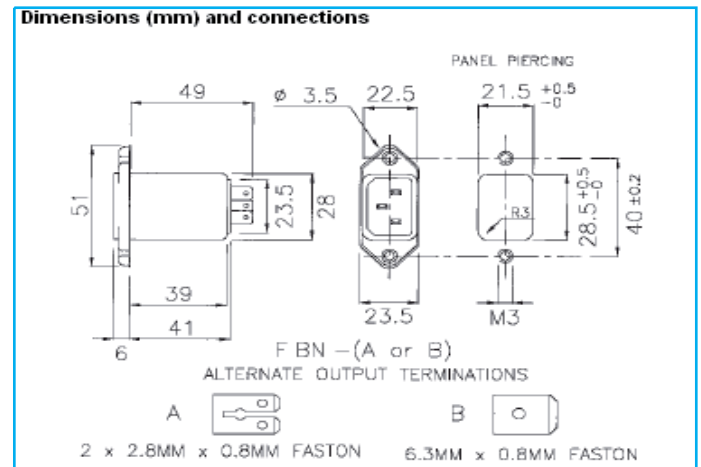 Dimensions (mm) and connections
PANEL PIERCING
49
ø 3.5
22.5
21.5 +0.5 -0
51
23.5
28
R3
28.5 +0.5 -0
40 ±0.2
39
41
6
23.5
M3
F BN -(A or B)
ALTERNATE OUTPUT TERMINATIONS
A
B
2 x 2.8MM x 0.8MM FASTON
6.3MM x 0.8MM FASTON